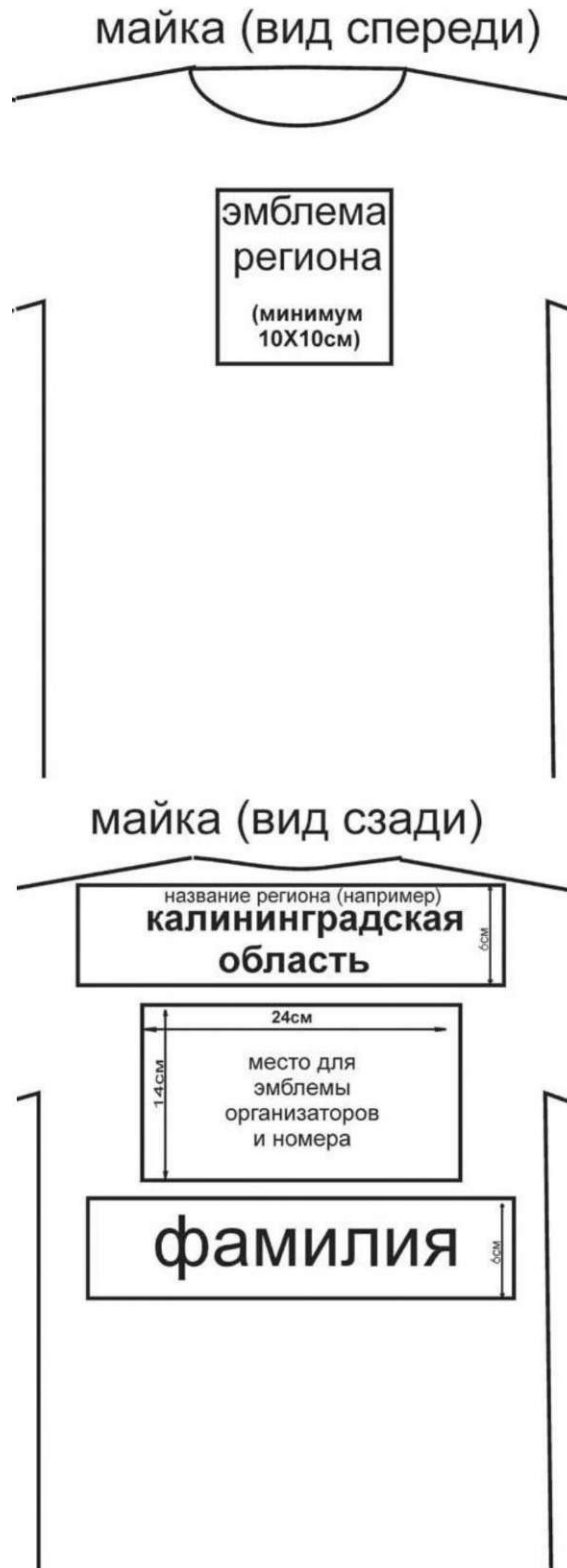 майка (вид спереди)
эмблема
региона
(минимум
10Х10см)
майка (вид сзади)
название региона (например)
калининградская
область
6см
24см
14см
место для
эмблемы
организаторов
и номера
фамилия
6см